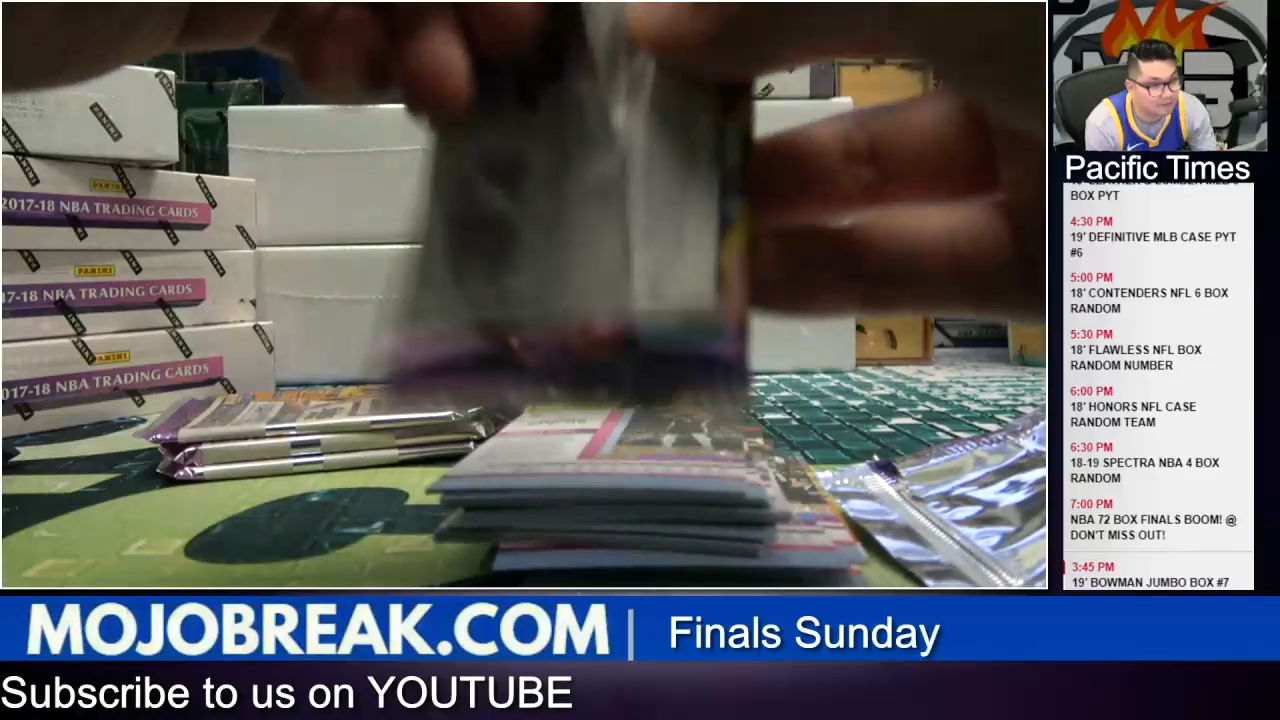 PANINI
2017-18 NBA TRADING CARDS
PANINI
17-18 NBA TRADING CARDS
PANINI
2017-18 NBA TRADING CARDS
Pacific Times
BOX PYT
4:30 PM
19' DEFINITIVE MLB CASE PYT
#6
5:00 PM
18' CONTENDERS NFL 6 BOX
RANDOM
5:30 PM
18' FLAWLESS NFL BOX
RANDOM NUMBER
6:00 PM
18' HONORS NFL CASE
RANDOM TEAM
6:30 PM
18-19 SPECTRA NBA 4 BOX
RANDOM
7:00 PM
NBA 72 BOX FINALS BOOM! @
DON'T MISS OUT!
3:45 PM
19' BOWMAN JUMBO BOX #7
MOJOBREAK.COM | Finals Sunday
Subscribe to us on YOUTUBE